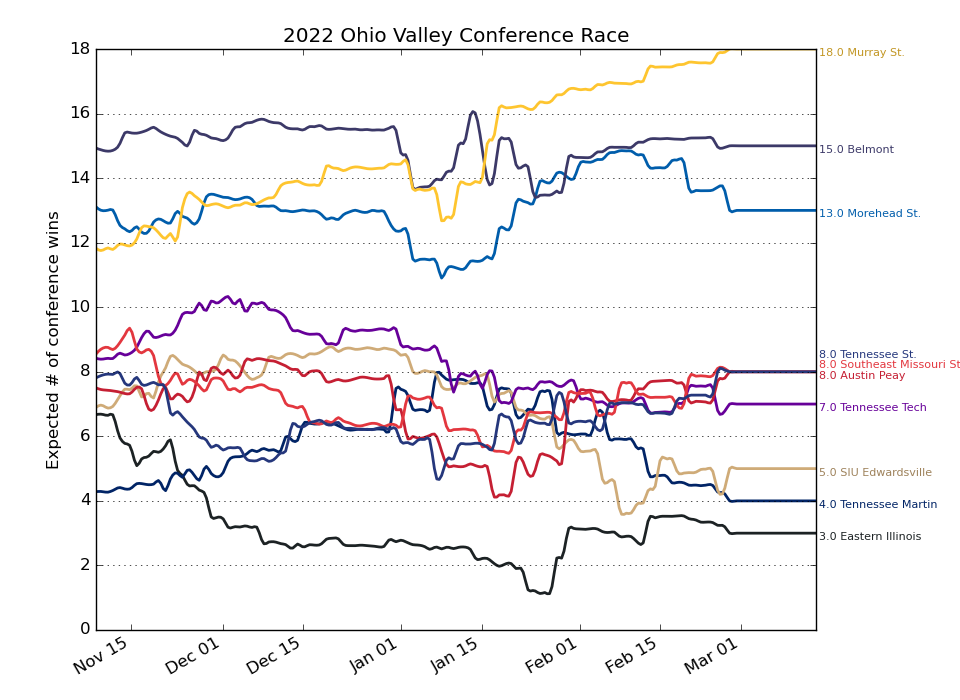 2022 Ohio Valley Conference Race
Expected # of conference wins
18
16
14
12
10
8
6
4
2
0
18.0 Murray St.
15.0 Belmont
13.0 Morehead St.
8.0 Tennessee St.
8.0 Southeast Missouri St
8.0 Austin Peay
7.0 Tennessee Tech
5.0 SIU Edwardsville
4.0 Tennessee Martin
3.0 Eastern Illinois
Nov 15
Dec 01
Dec 15
Jan 01
Jan 15
Feb 01
Feb 15
Mar 01